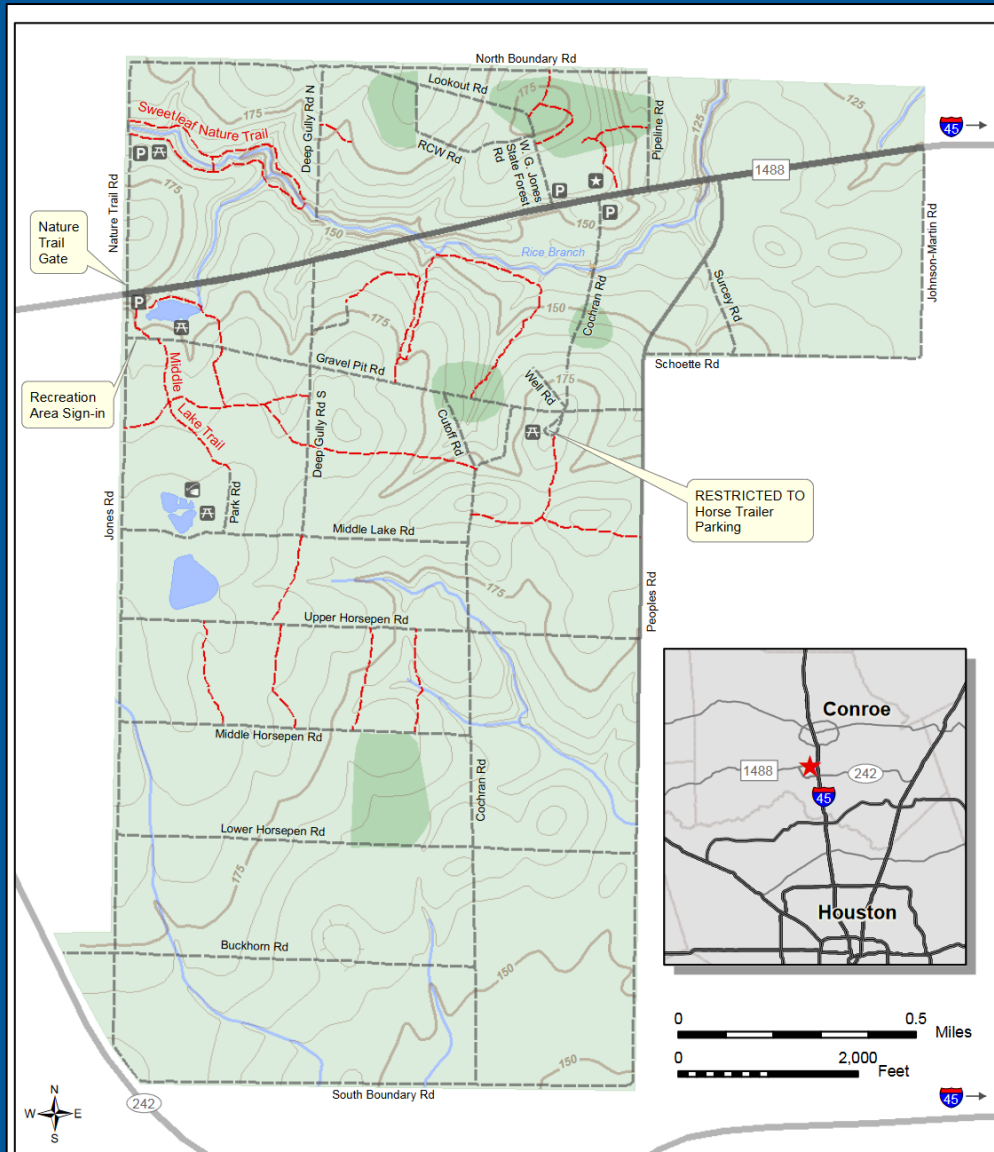 North Boundary Rd
Lookout Rd
175
175
125
125
Sweetleaf Nature Trail
Deep Gully Rd N
RCW Rd
W. G. Jones
State Forest
Rd
Pipeline Rd
45
P
P
P
1488
Nature Trail Rd
175
150
150
Nature
Trail
Gate
Rice Branch
Johnson-Martin Rd
P
Cochran Rd
Surcey Rd
150
175
Gravel Pit Rd
Schoette Rd
Recreation
Area Sign-in
Middle
Lake Trail
Well Rd
175
Cutoff Rd
Deep Gully Rd S
RESTRICTED TO
Horse Trailer
Parking
Jones Rd
Park Rd
Middle Lake Rd
175
Peoples Rd
Upper Horsepen Rd
Middle Horsepen Rd
Cochran Rd
Lower Horsepen Rd
175
Buckhorn Rd
150
150
South Boundary Rd
Conroe
1488
242
45
Houston
0
0.5
Miles
0
2,000
Feet
N
W
E
S
242
45